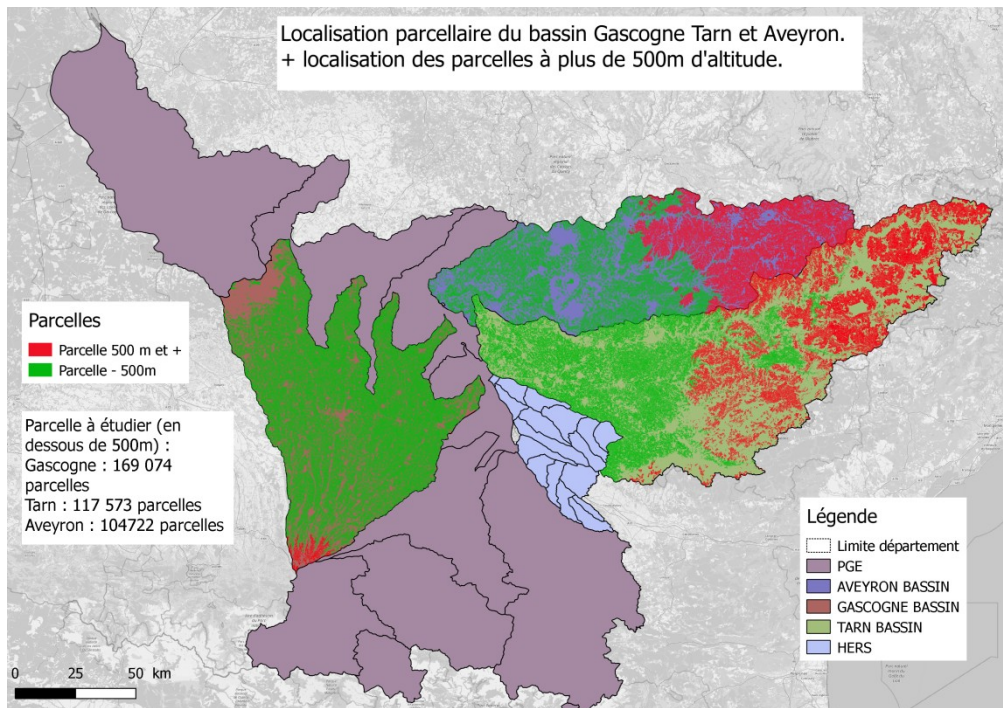 Localisation parcellaire du bassin Gascogne Tarn et Aveyron.
+ localisation des parcelles à plus de 500m d'altitude.
Parcelles
Parcelle 500 m et +
Parcelle - 500m
Parcelle à étudier (en
dessous de 500m) :
Gascogne : 169 074
parcelles
Tarn : 117 573 parcelles
Aveyron : 104722 parcelles
Légende
Limite département
PGE
AVEYRON BASSIN
GASCOGNE BASSIN
TARN BASSIN
HERS
0 25 50 km